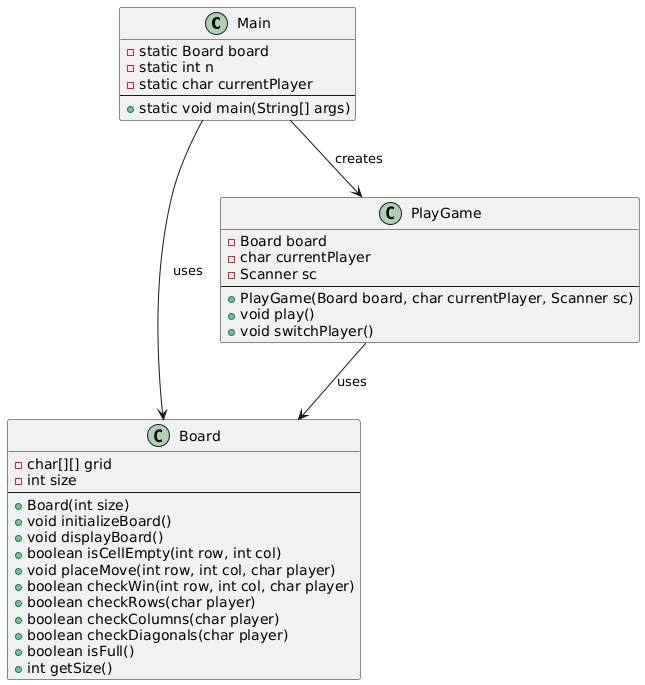 C Main
static Board board
static int n
static char currentPlayer
static void main(String[] args)
creates
C PlayGame
Board board
char currentPlayer
Scanner sc
PlayGame(Board board, char currentPlayer, Scanner sc)
void play()
void switchPlayer()
uses
uses
C Board
char[][] grid
int size
Board(int size)
void initializeBoard()
void displayBoard()
boolean isCellEmpty(int row, int col)
void placeMove(int row, int col, char player)
boolean checkWin(int row, int col, char player)
boolean checkRows(char player)
boolean checkColumns(char player)
boolean checkDiagonals(char player)
boolean isFull()
int getSize()